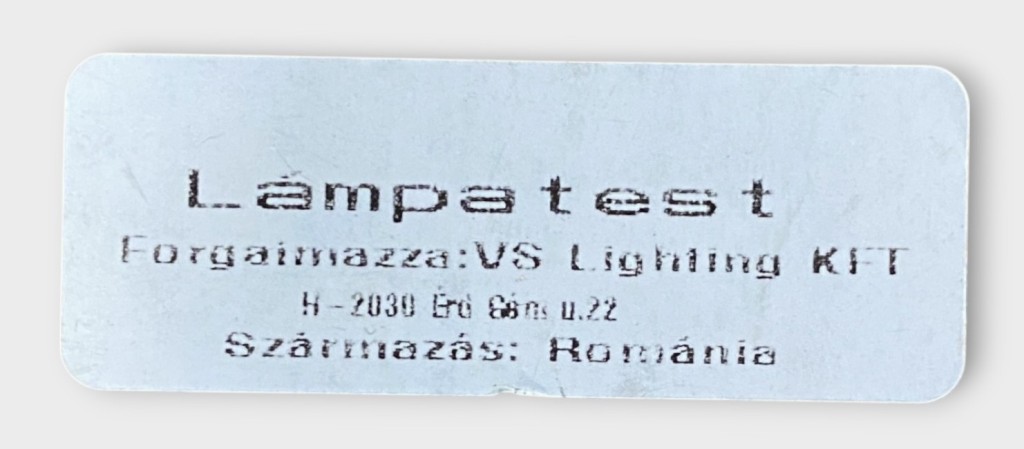 Lámpatest
Forgalmazza:VS Lighting KFT
H-2030 Érd u.22
Származás: Románia